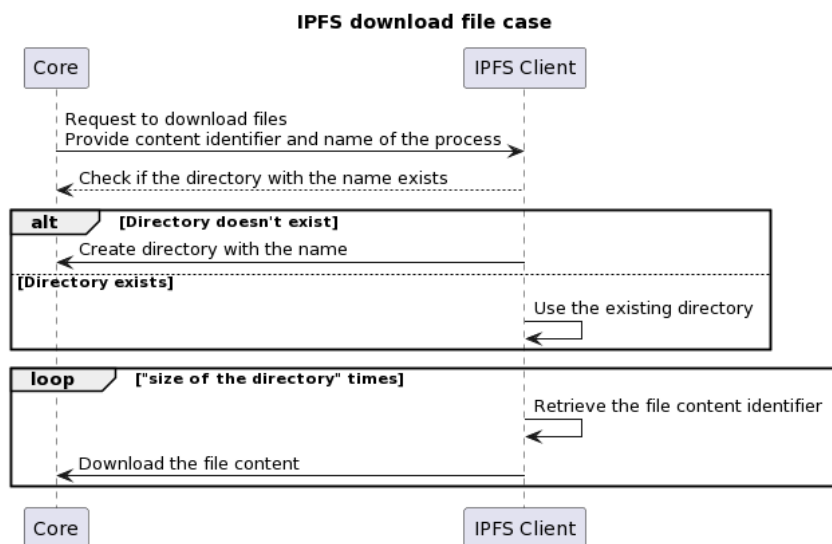 IPFS download file case
Core
IPFS Client
Request to download files
Provide content identifier and name of the process
Check if the directory with the name exists
alt
[Directory doesn't exist]
Create directory with the name
[Directory exists]
Use the existing directory
loop
["size of the directory" times]
Retrieve the file content identifier
Download the file content
Core
IPFS Client